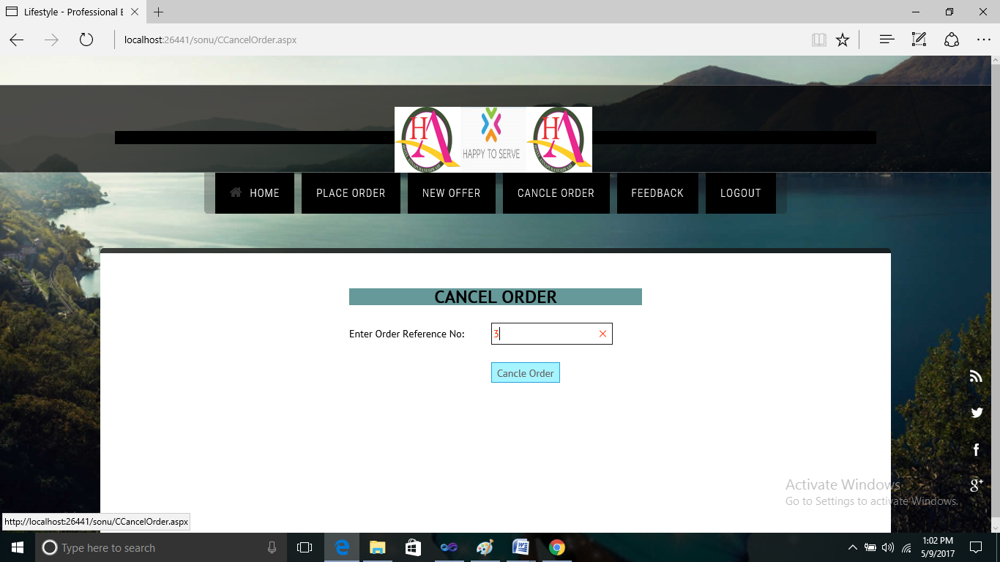 Lifestyle - Professional E
localhost:26441/sonu/CCancelOrder.aspx
HA HAPPY TO SERVE HA
HOME PLACE ORDER NEW OFFER CANCLE ORDER FEEDBACK LOGOUT
CANCEL ORDER
Enter Order Reference No: 3
Cancle Order
Activate Windows
Go to Settings to activate Windows.
http://localhost:26441/sonu/CCancelOrder.aspx
Type here to search
1:02 PM
5/9/2017